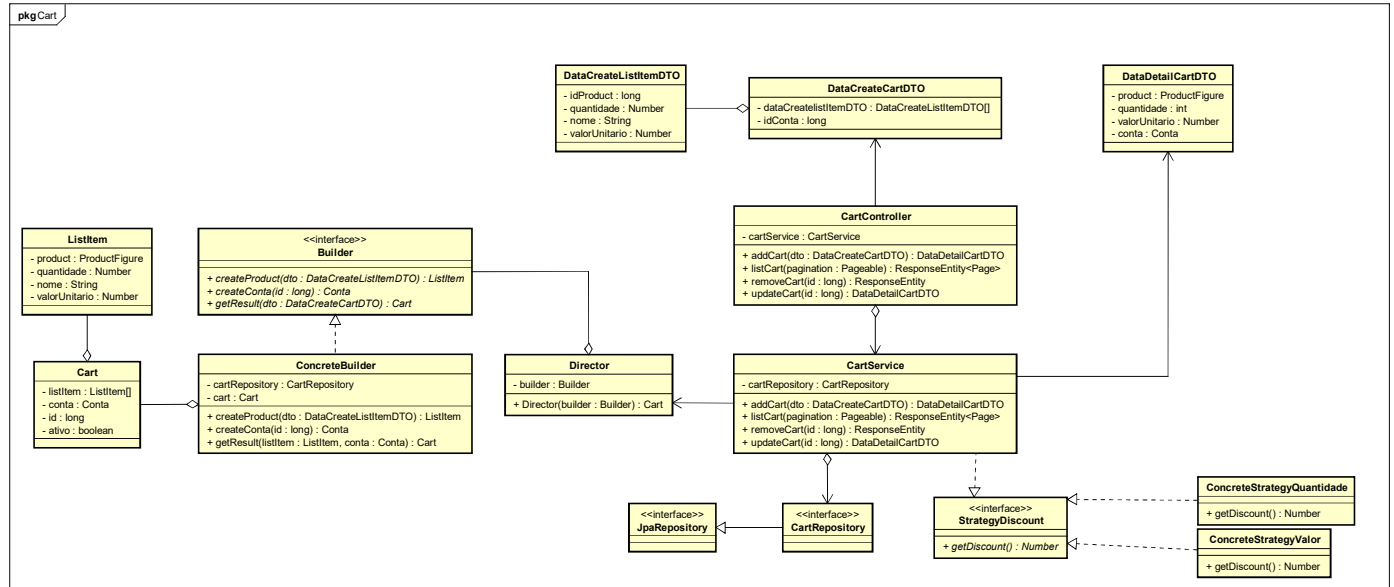 pkg Cart
DataCreateListItemDTO
- idProduct : long
- quantidade : Number
- nome : String
- valorUnitario : Number
DataCreateCartDTO
- dataCreatelistItemDTO : DataCreateListItemDTO[]
- idConta : long
DataDetailCartDTO
- product : ProductFigure
- quantidade : int
- valorUnitario : Number
- conta : Conta
CartController
- cartService : CartService
+ addCart(dto : DataCreateCartDTO) : DataDetailCartDTO
+ listCart(pagination : Pageable) : ResponseEntity<Page>
+ removeCart(id : long) : ResponseEntity
+ updateCart(id : long) : DataDetailCartDTO
ListItem
- product : ProductFigure
- quantidade : Number
- nome : String
- valorUnitario : Number
<<interface>>
Builder
+ createProduct(dto : DataCreateListItemDTO) : ListItem
+ createConta(id : long) : Conta
+ getResult(dto : DataCreateCartDTO) : Cart
Cart
- listItem : ListItem[]
- conta : Conta
- id : long
- ativo : boolean
ConcreteBuilder
- cartRepository : CartRepository
- cart : Cart
+ createProduct(dto : DataCreateListItemDTO) : ListItem
+ createConta(id : long) : Conta
+ getResult(listItem : ListItem, conta : Conta) : Cart
Director
- builder : Builder
+ Director(builder : Builder) : Cart
CartService
- cartRepository : CartRepository
+ addCart(dto : DataCreateCartDTO) : DataDetailCartDTO
+ listCart(pagination : Pageable) : ResponseEntity<Page>
+ removeCart(id : long) : ResponseEntity
+ updateCart(id : long) : DataDetailCartDTO
<<interface>>
JpaRepository
<<interface>>
CartRepository
<<interface>>
StrategyDiscount
+ getDiscount() : Number
ConcreteStrategyQuantidade
+ getDiscount() : Number
ConcreteStrategyValor
+ getDiscount() : Number